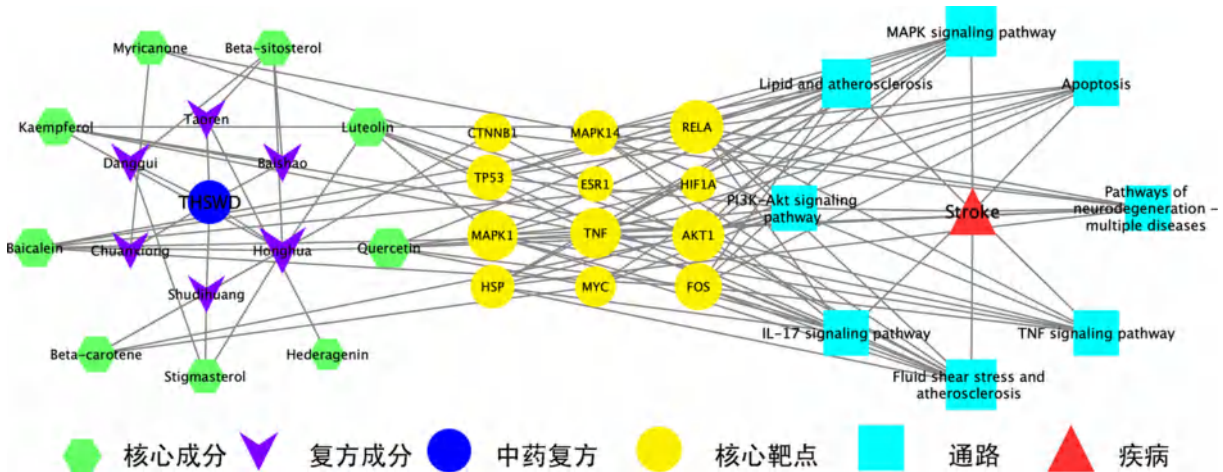 Myricanone
Beta-sitosterol
Kaempferol
Taoren
Luteolin
Danggui
Baishao
THSWD
Baicalein
Chuanxiong
Honghua
Quercetin
Shudihuang
Beta-carotene
Stigmasterol
Hederagenin
CTNNB1
MAPK14
RELA
TP53
ESR1
HIF1A
MAPK1
TNF
AKT1
HSP
MYC
FOS
MAPK signaling pathway
Lipid and atherosclerosis
Apoptosis
PI3K-Akt signaling
pathway
Stroke
Pathways of
neurodegeneration –
multiple diseases
IL-17 signaling pathway
TNF signaling pathway
Fluid shear stress and
atherosclerosis
核心成分
复方成分
中药复方
核心靶点
通路
疾病